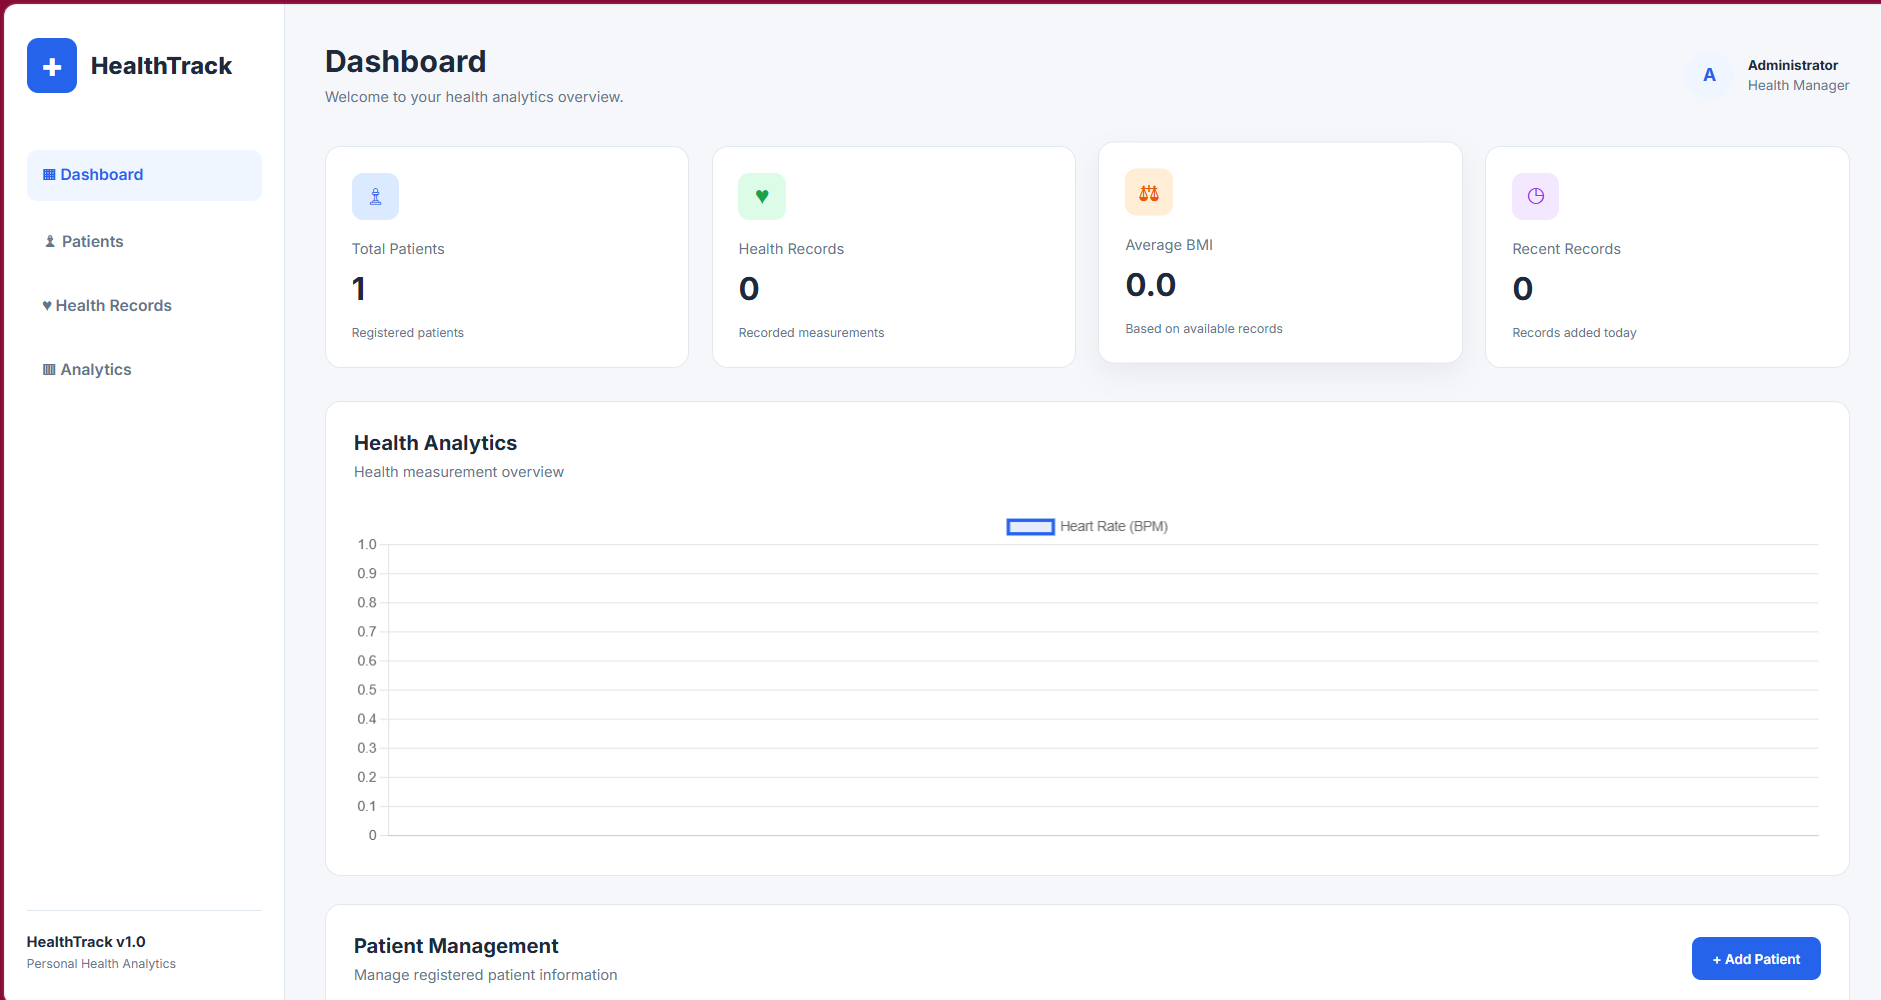 HealthTrack
Dashboard
Patients
Health Records
Analytics
HealthTrack v1.0
Personal Health Analytics
Dashboard
Welcome to your health analytics overview.
A
Administrator
Health Manager
Total Patients
1
Registered patients
Health Records
0
Recorded measurements
Average BMI
0.0
Based on available records
Recent Records
0
Records added today
Health Analytics
Health measurement overview
Heart Rate (BPM)
1.0
0.9
0.8
0.7
0.6
0.5
0.4
0.3
0.2
0.1
0
Patient Management
Manage registered patient information
+ Add Patient